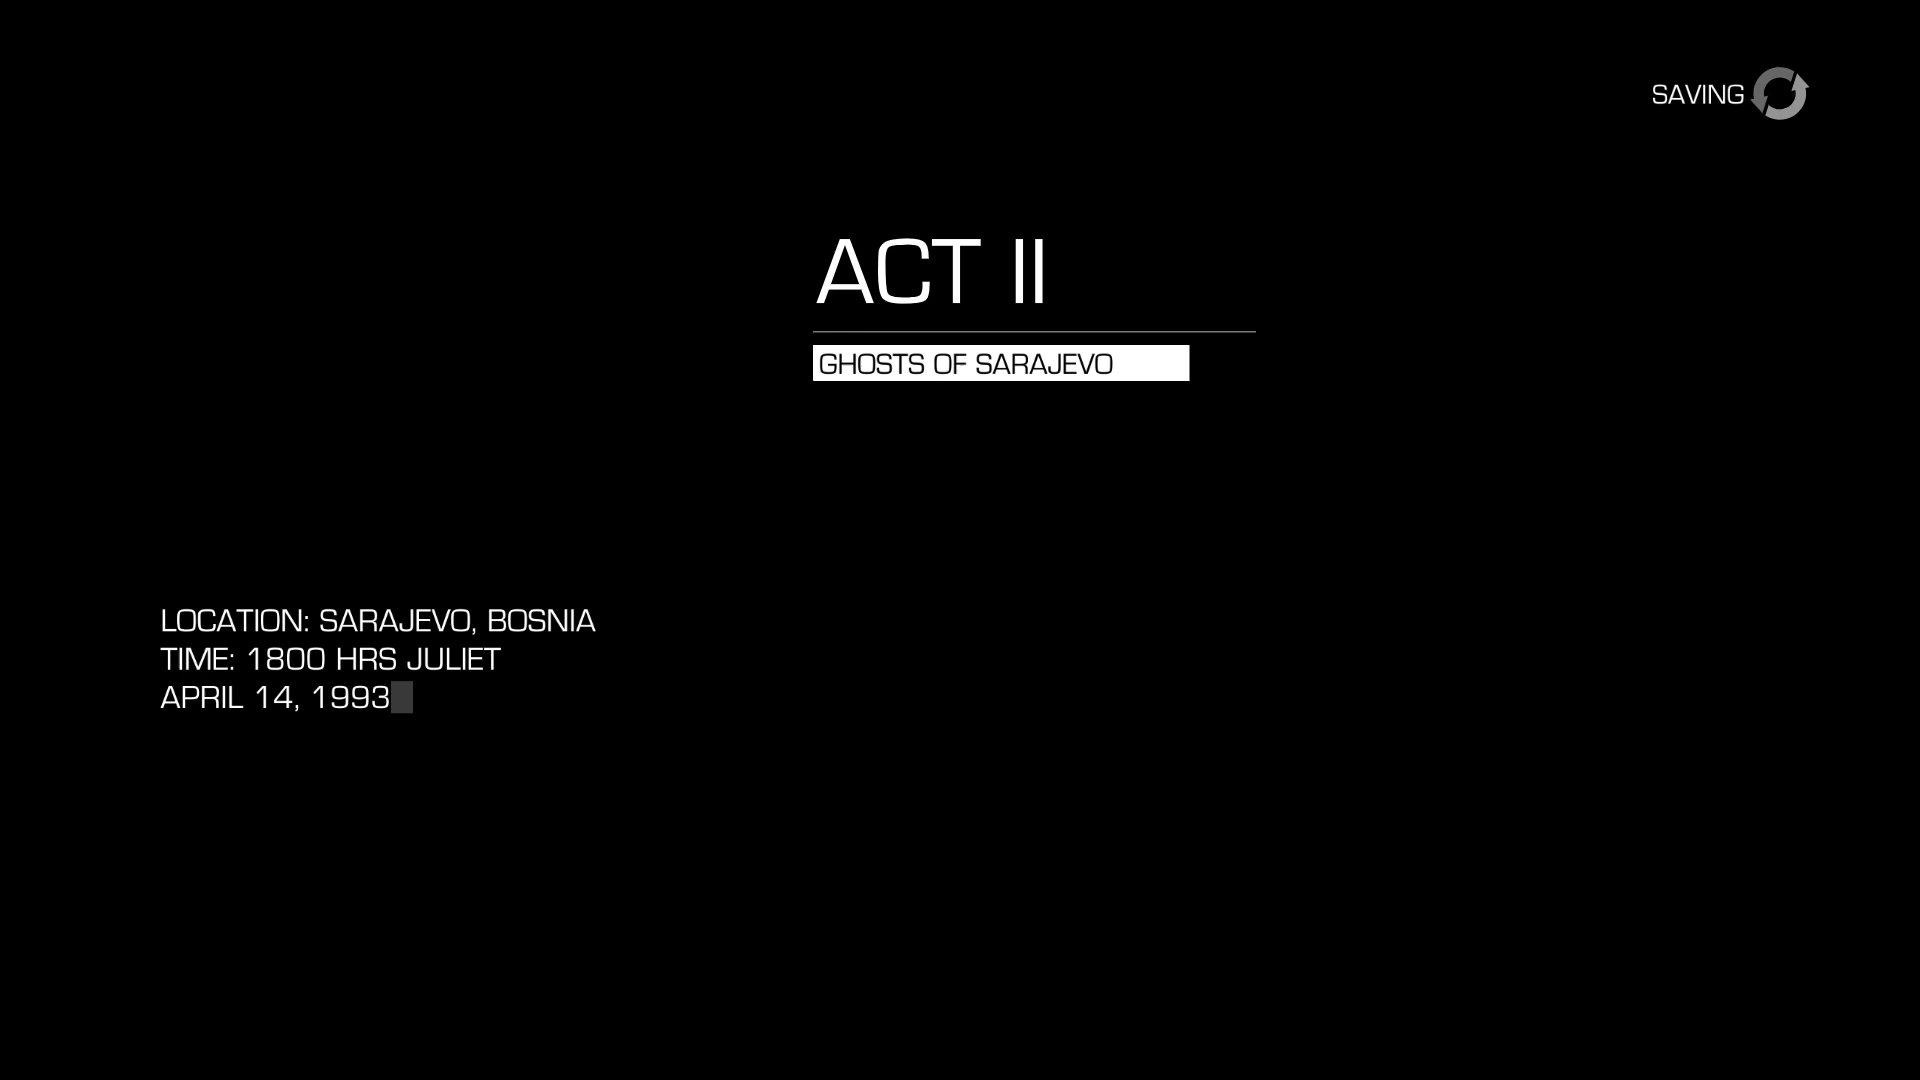 SAVING
ACT II
GHOSTS OF SARAJEVO
LOCATION: SARAJEVO, BOSNIA
TIME: 1800 HRS JULIET
APRIL 14, 1993